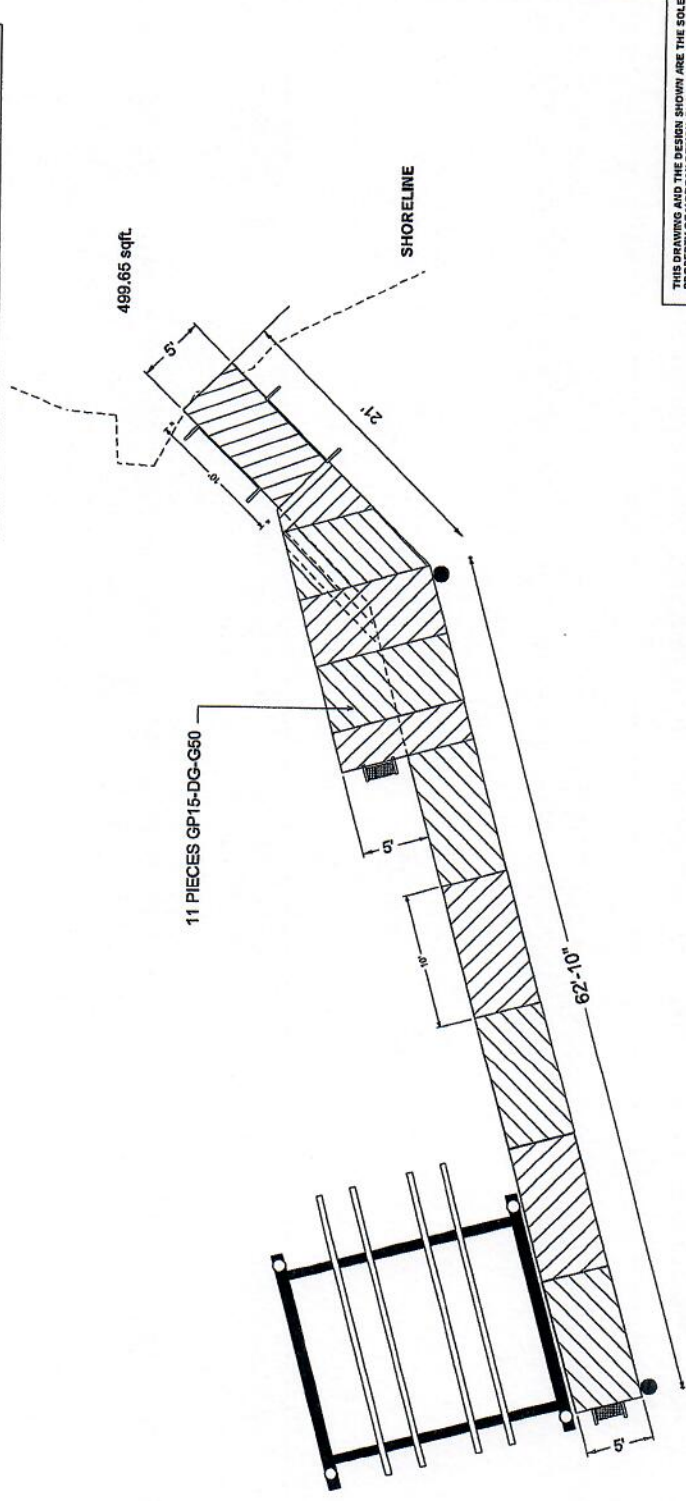 499.65 sqft.
5'
SHORELINE
10'
21'
11 PIECES GP15-DG-G50
5'
10'
62'-10"
5'
THIS DRAWING AND THE DESIGN SHOWN ARE THE SOLE